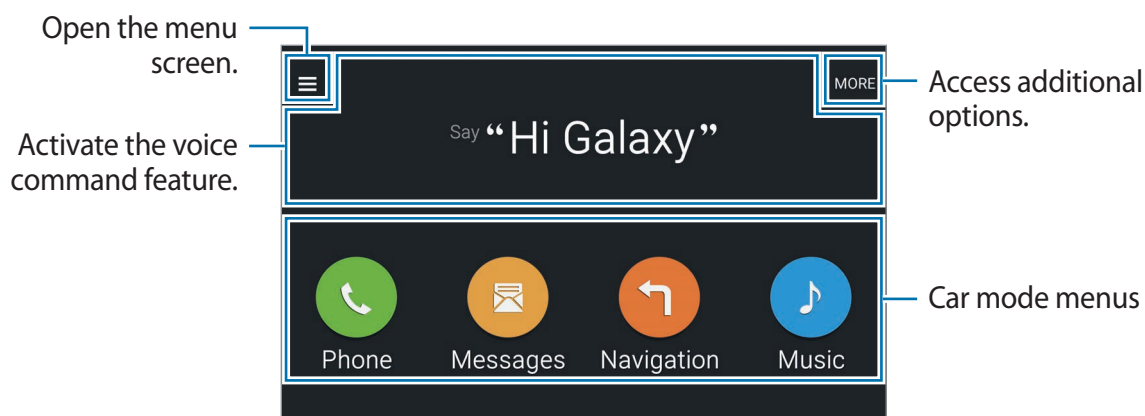 Open the menu
screen.
Activate the voice
command feature.
MORE
Say “Hi Galaxy”
Access additional
options.
Phone
Messages
Navigation
Music
Car mode menus